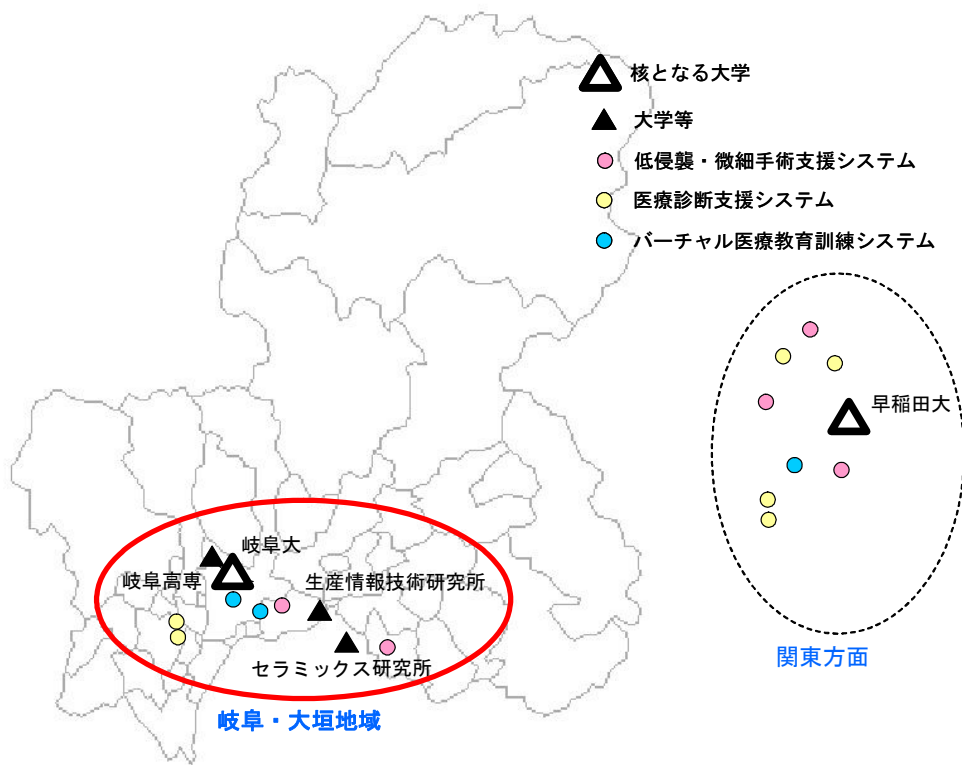 核となる大学
大学等
低侵襲・微細手術支援システム
医療診断支援システム
バーチャル医療教育訓練システム
早稲田大
関東方面
岐阜大
岐阜高専
生産情報技術研究所
セラミックス研究所
岐阜・大垣地域